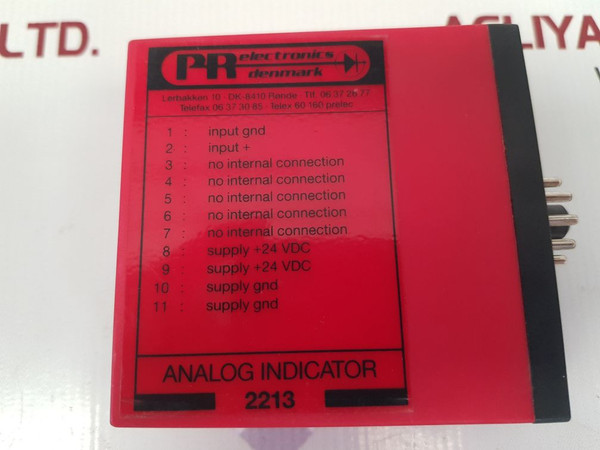 LTD.
AGLIYA
PR electronics
denmark
Lerbakken 10 · DK-8410 Rønde · Tlf. 06 37 26 77
Telefax 06 37 30 85 · Telex 60 160 prelec
1 : input gnd
2 : input +
3 : no internal connection
4 : no internal connection
5 : no internal connection
6 : no internal connection
7 : no internal connection
8 : supply +24 VDC
9 : supply +24 VDC
10 : supply gnd
11 : supply gnd
ANALOG INDICATOR
2213